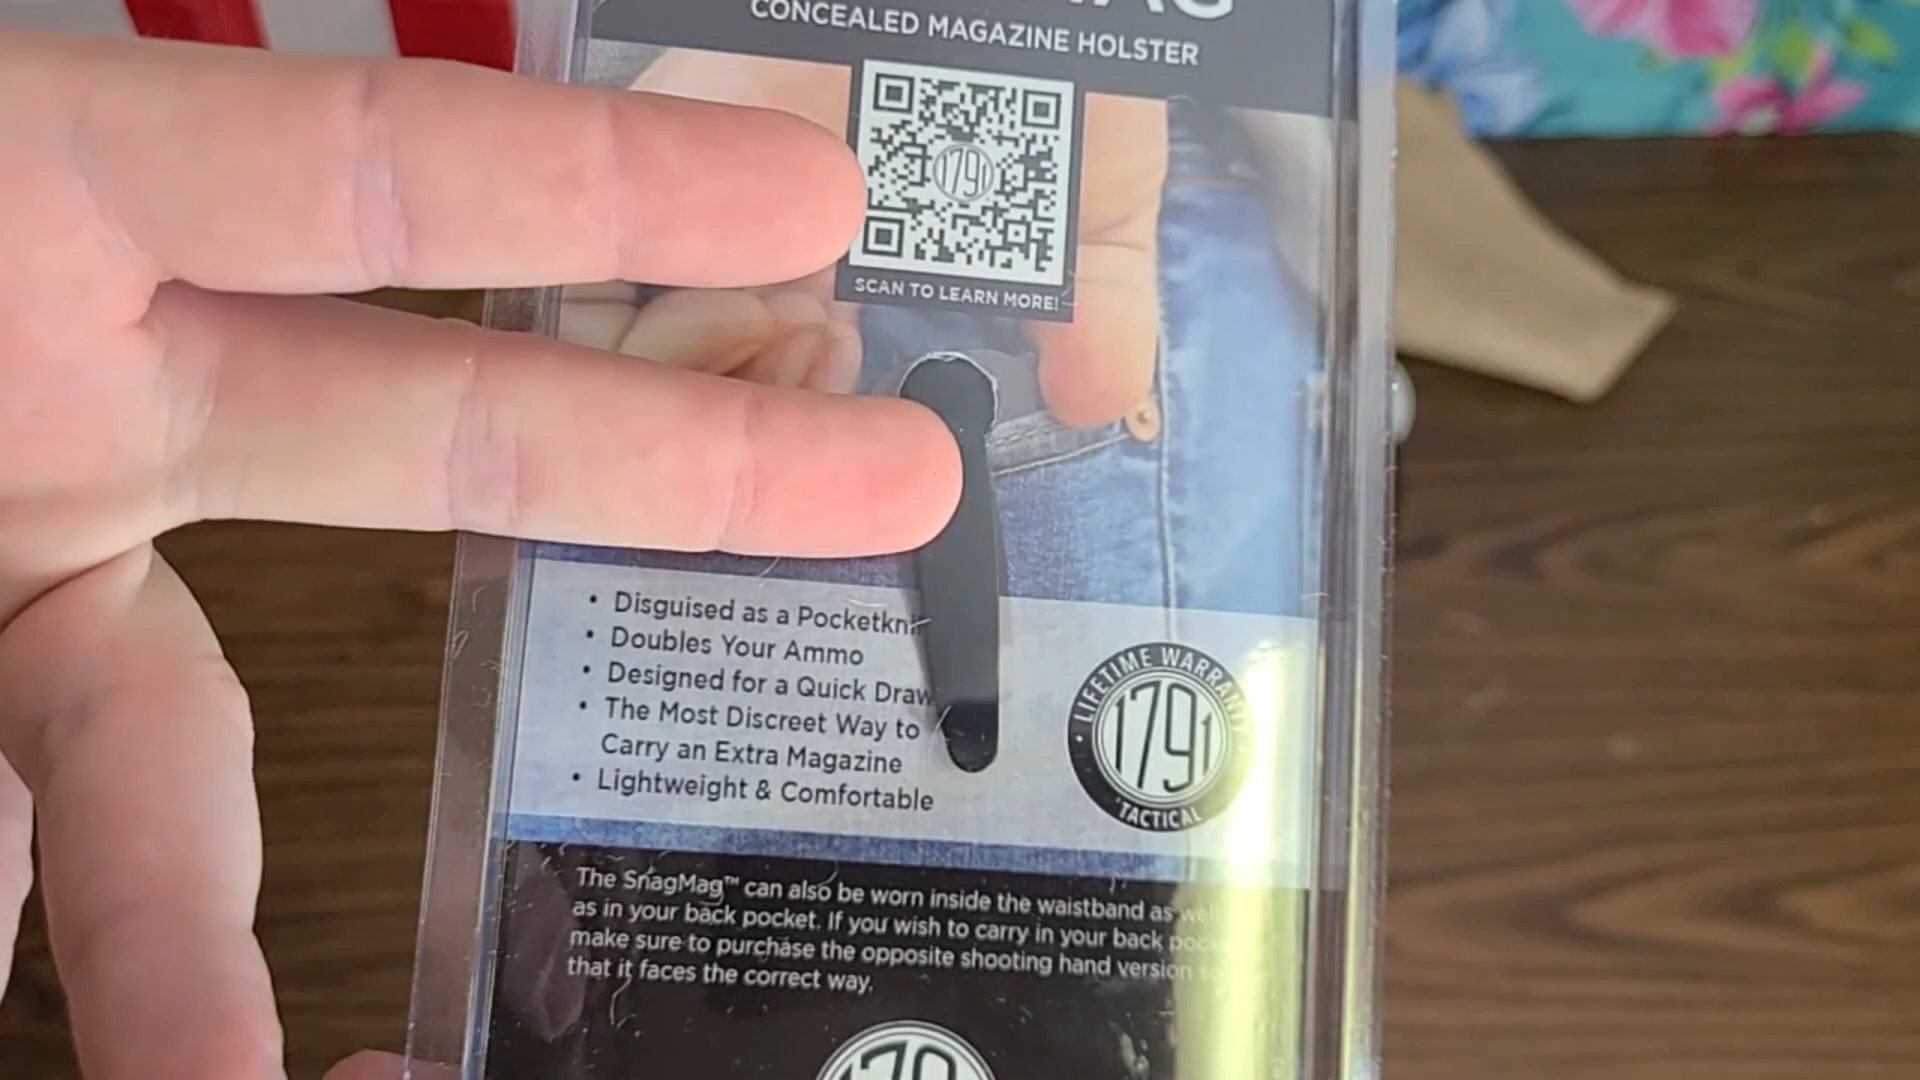 CONCEALED MAGAZINE HOLSTER
1791
SCAN TO LEARN MORE!
• Disguised as a
• Doubles Your Ammo
• Designed for a Quick Draw
• The Most Discreet Way to
Carry an Extra Magazine
• Lightweight & Comfortable
• LIFETIME WARRANTY •
1791
TACTICAL
The SnagMag™ can also be worn inside the waistband as well
as in your back pocket. If you wish to carry in your back
make sure to purchase the opposite shooting hand version
that it faces the correct way.